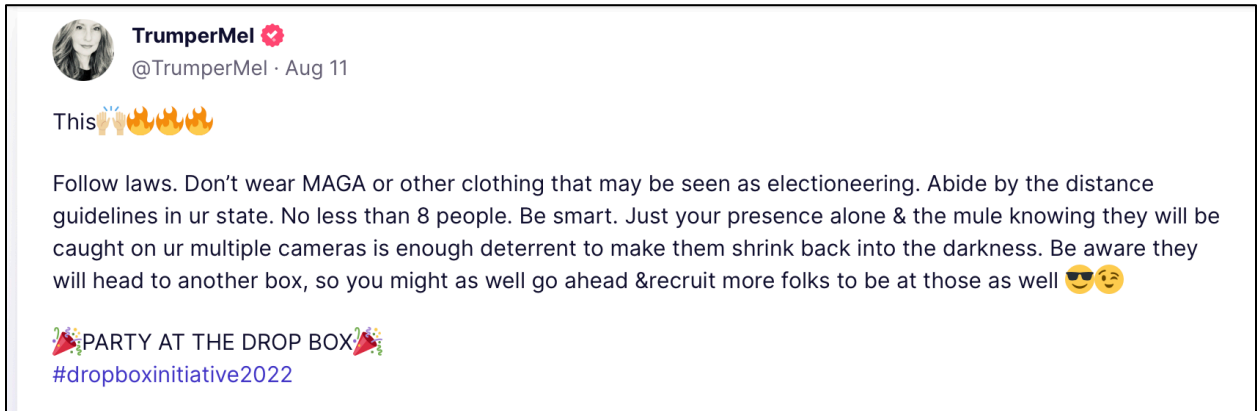 TrumperMel
@TrumperMel · Aug 11
This🙌🏼🔥🔥🔥
Follow laws. Don’t wear MAGA or other clothing that may be seen as electioneering. Abide by the distance
guidelines in ur state. No less than 8 people. Be smart. Just your presence alone & the mule knowing they will be
caught on ur multiple cameras is enough deterrent to make them shrink back into the darkness. Be aware they
will head to another box, so you might as well go ahead &recruit more folks to be at those as well 😎😉
🎉PARTY AT THE DROP BOX🎉
#dropboxinitiative2022